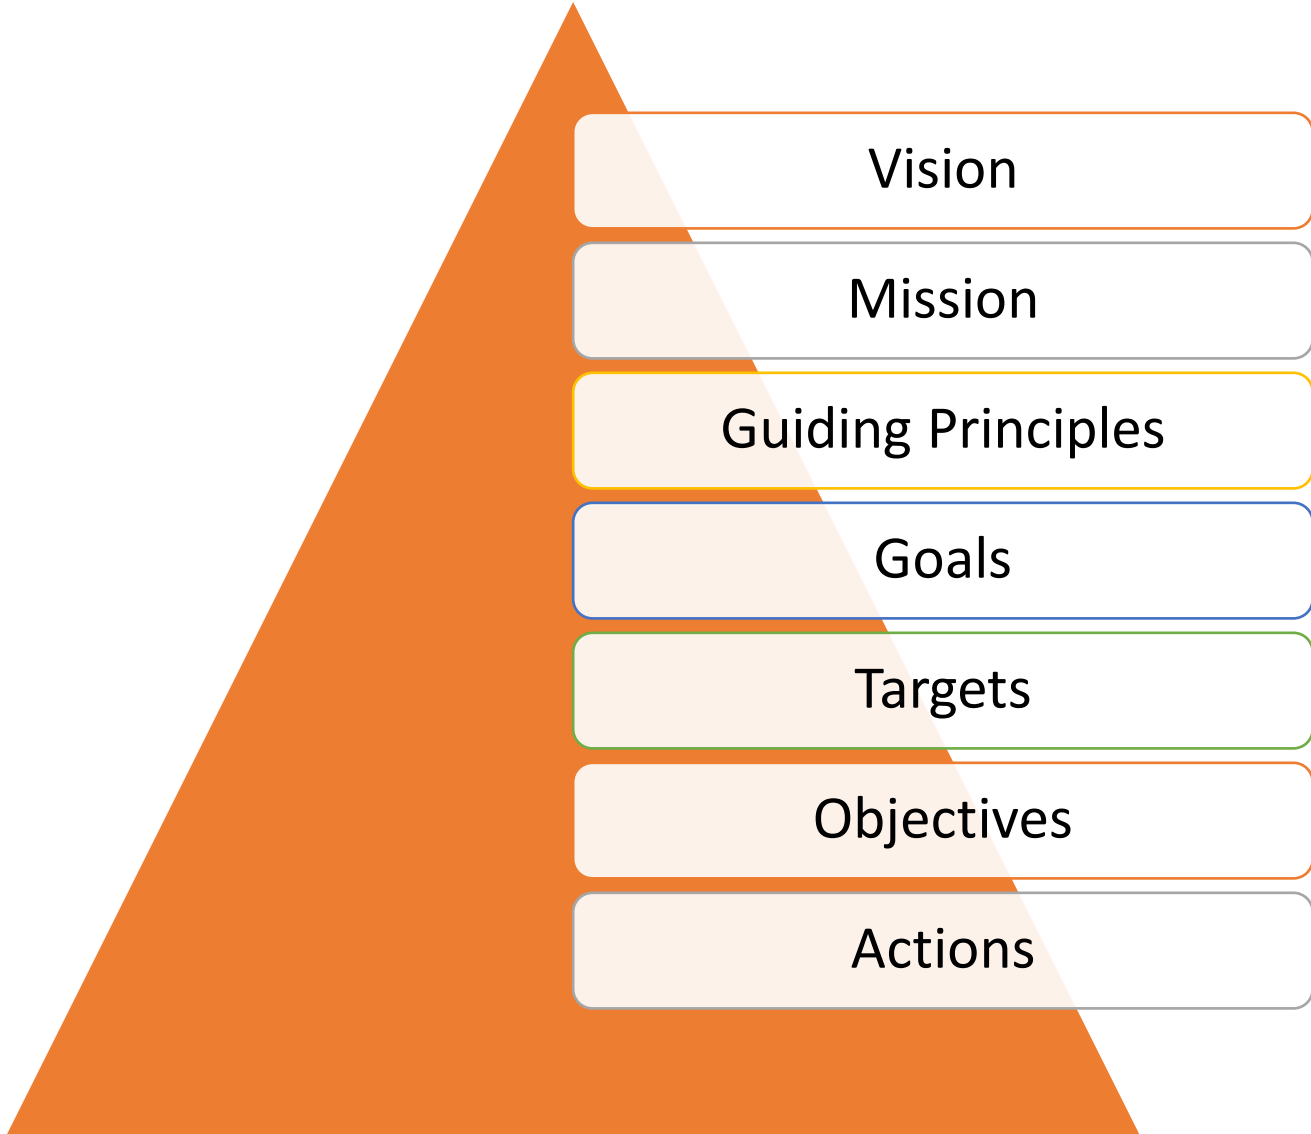 Vision
Mission
Guiding Principles
Goals
Targets
Objectives
Actions